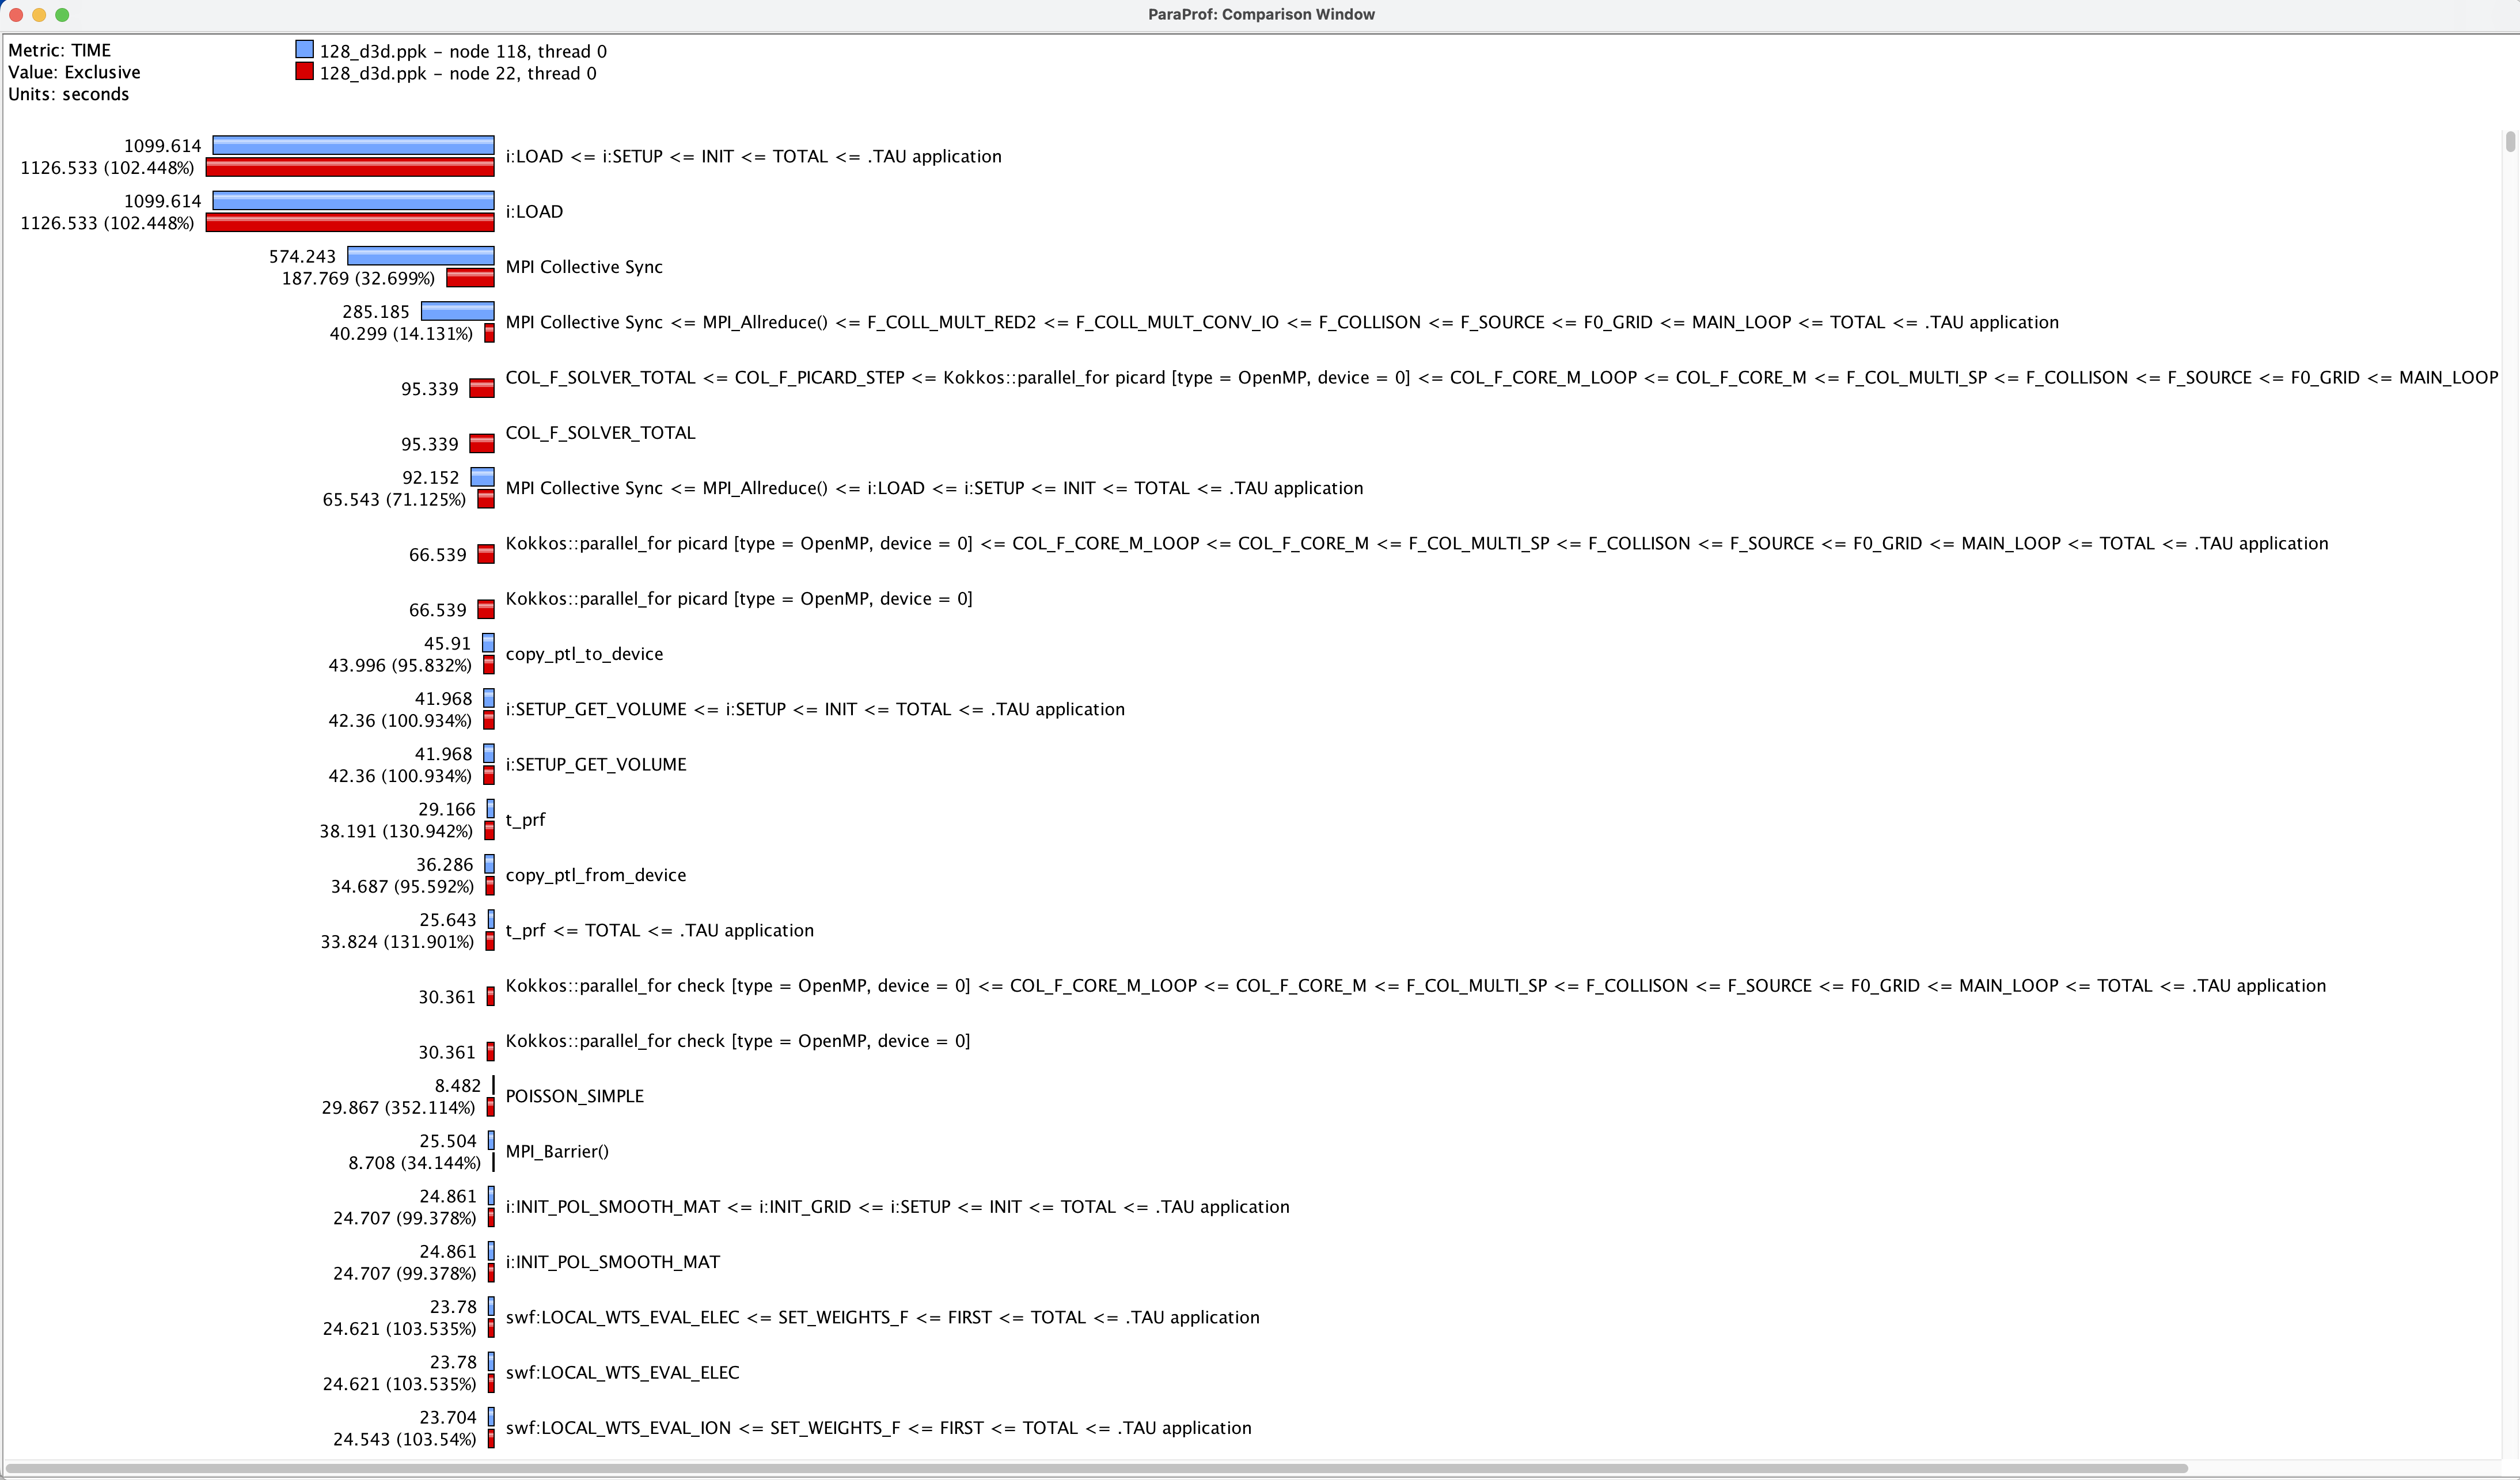 ParaProf: Comparison Window
Metric: TIME
Value: Exclusive
Units: seconds
128_d3d.ppk – node 118, thread 0
128_d3d.ppk – node 22, thread 0
1099.614
1126.533 (102.448%)
i:LOAD <= i:SETUP <= INIT <= TOTAL <= .TAU application
1099.614
1126.533 (102.448%)
i:LOAD
574.243
187.769 (32.699%)
MPI Collective Sync
285.185
40.299 (14.131%)
MPI Collective Sync <= MPI_Allreduce() <= F_COLL_MULT_RED2 <= F_COLL_MULT_CONV_IO <= F_COLLISON <= F_SOURCE <= F0_GRID <= MAIN_LOOP <= TOTAL <= .TAU application
95.339
COL_F_SOLVER_TOTAL <= COL_F_PICARD_STEP <= Kokkos::parallel_for picard [type = OpenMP, device = 0] <= COL_F_CORE_M_LOOP <= COL_F_CORE_M <= F_COL_MULTI_SP <= F_COLLISON <= F_SOURCE <= F0_GRID <= MAIN_LOOP
95.339
COL_F_SOLVER_TOTAL
92.152
65.543 (71.125%)
MPI Collective Sync <= MPI_Allreduce() <= i:LOAD <= i:SETUP <= INIT <= TOTAL <= .TAU application
66.539
Kokkos::parallel_for picard [type = OpenMP, device = 0] <= COL_F_CORE_M_LOOP <= COL_F_CORE_M <= F_COL_MULTI_SP <= F_COLLISON <= F_SOURCE <= F0_GRID <= MAIN_LOOP <= TOTAL <= .TAU application
66.539
Kokkos::parallel_for picard [type = OpenMP, device = 0]
45.91
43.996 (95.832%)
copy_ptl_to_device
41.968
42.36 (100.934%)
i:SETUP_GET_VOLUME <= i:SETUP <= INIT <= TOTAL <= .TAU application
41.968
42.36 (100.934%)
i:SETUP_GET_VOLUME
29.166
38.191 (130.942%)
t_prf
36.286
34.687 (95.592%)
copy_ptl_from_device
25.643
33.824 (131.901%)
t_prf <= TOTAL <= .TAU application
30.361
Kokkos::parallel_for check [type = OpenMP, device = 0] <= COL_F_CORE_M_LOOP <= COL_F_CORE_M <= F_COL_MULTI_SP <= F_COLLISON <= F_SOURCE <= F0_GRID <= MAIN_LOOP <= TOTAL <= .TAU application
30.361
Kokkos::parallel_for check [type = OpenMP, device = 0]
8.482
29.867 (352.114%)
POISSON_SIMPLE
25.504
8.708 (34.144%)
MPI_Barrier()
24.861
24.707 (99.378%)
i:INIT_POL_SMOOTH_MAT <= i:INIT_GRID <= i:SETUP <= INIT <= TOTAL <= .TAU application
24.861
24.707 (99.378%)
i:INIT_POL_SMOOTH_MAT
23.78
24.621 (103.535%)
swf:LOCAL_WTS_EVAL_ELEC <= SET_WEIGHTS_F <= FIRST <= TOTAL <= .TAU application
23.78
24.621 (103.535%)
swf:LOCAL_WTS_EVAL_ELEC
23.704
24.543 (103.54%)
swf:LOCAL_WTS_EVAL_ION <= SET_WEIGHTS_F <= FIRST <= TOTAL <= .TAU application